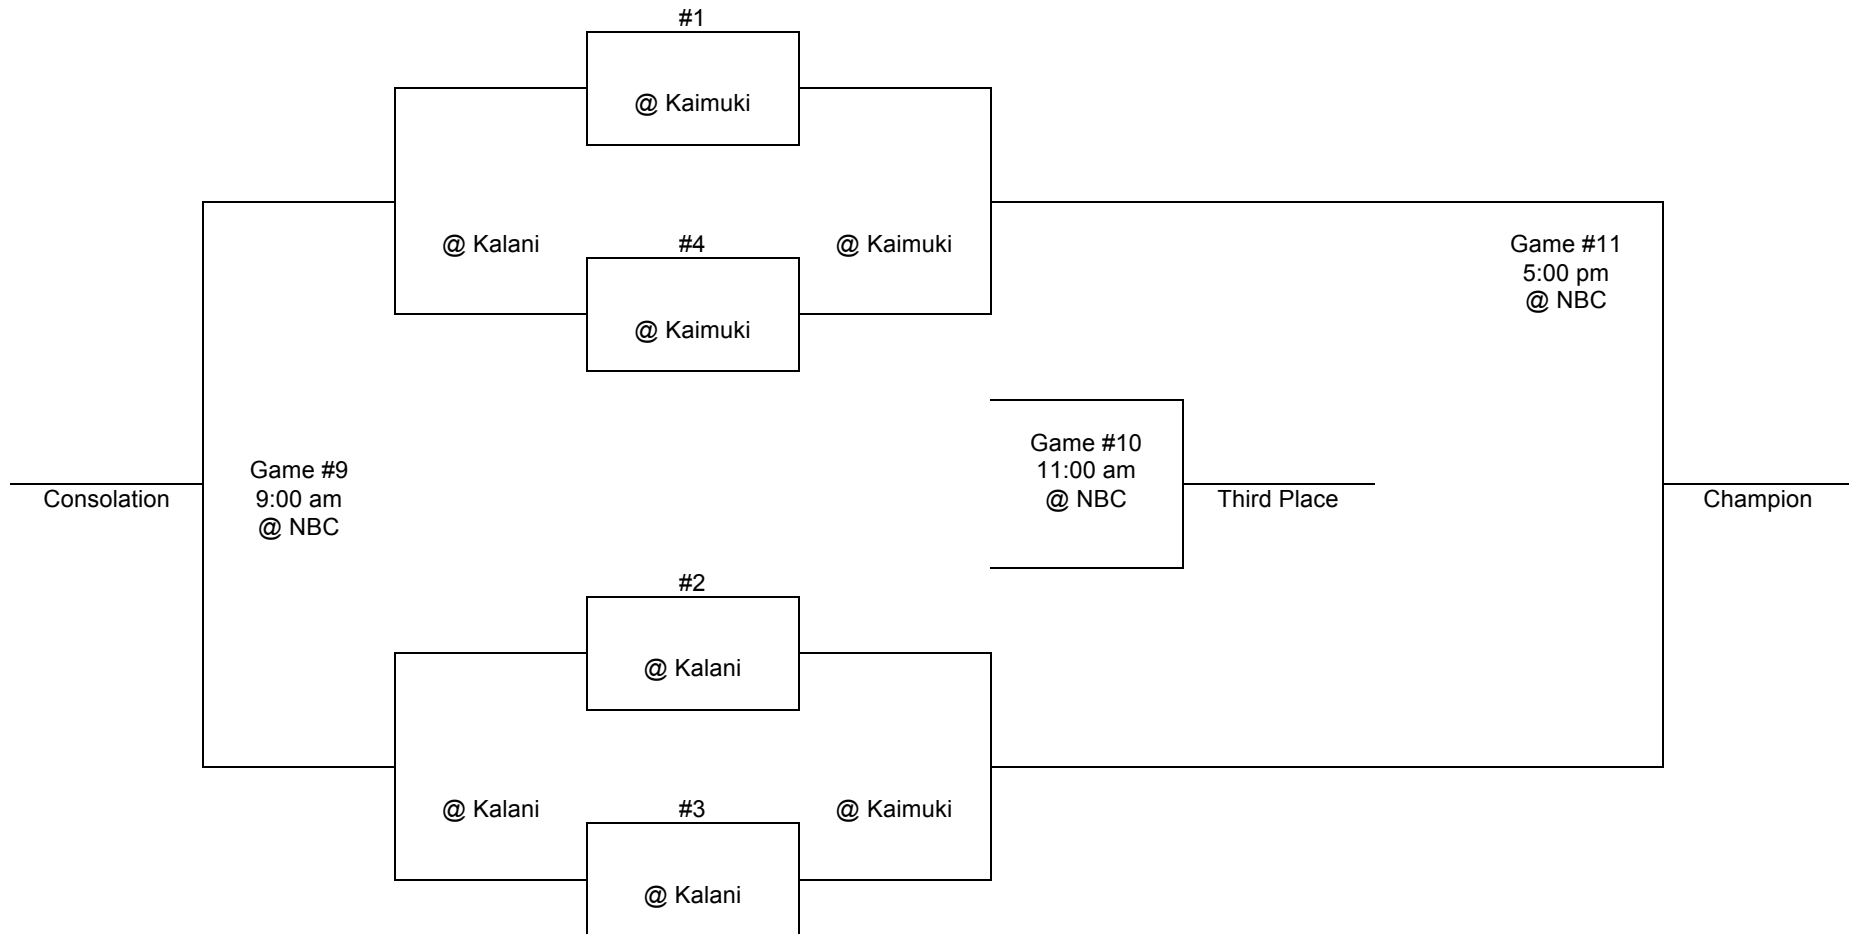 #1
@ Kaimuki
@ Kalani
#4
@ Kaimuki
Game #11
5:00 pm
@ NBC
@ Kaimuki
Game #10
11:00 am
@ NBC
Game #9
9:00 am
@ NBC
Consolation
Third Place
Champion
#2
@ Kalani
@ Kalani
#3
@ Kaimuki
@ Kalani